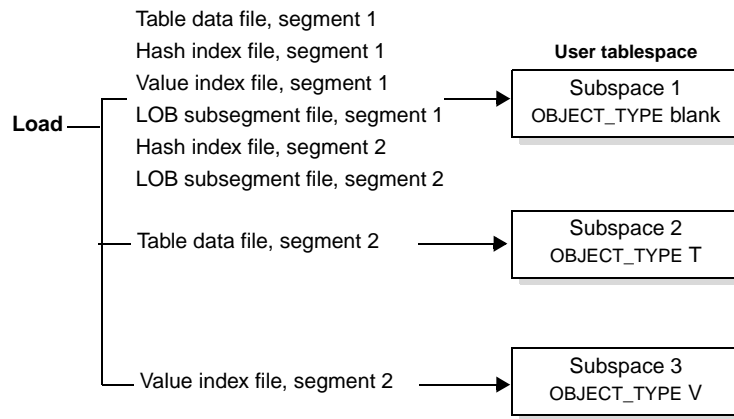 Table data file, segment 1
Hash index file, segment 1
Value index file, segment 1
LOB subsegment file, segment 1
Hash index file, segment 2
LOB subsegment file, segment 2
User tablespace
Subspace 1
OBJECT_TYPE blank
Load
Table data file, segment 2
Subspace 2
OBJECT_TYPE T
Value index file, segment 2
Subspace 3
OBJECT_TYPE V